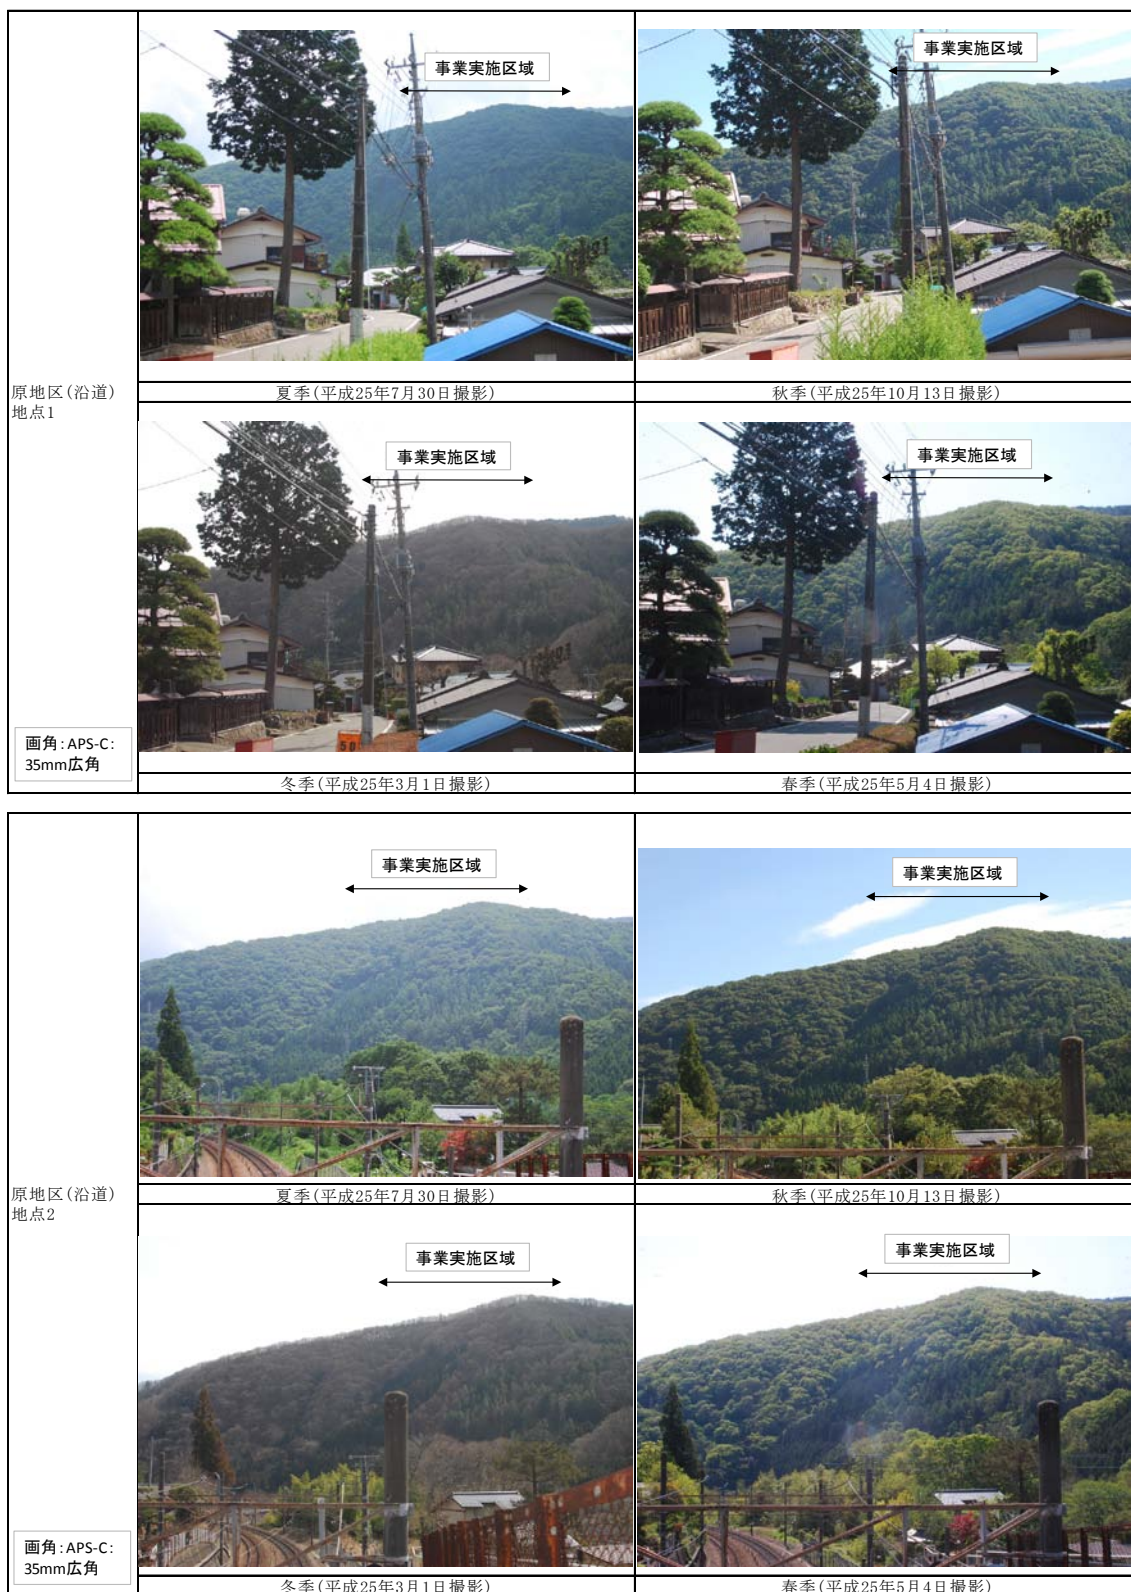 事業実施区域
事業実施区域
夏季(平成25年7月30日撮影)
秋季(平成25年10月13日撮影)
原地区(沿道)
地点1
事業実施区域
事業実施区域
50
画角:APS-C:
35mm広角
冬季(平成25年3月1日撮影)
春季(平成25年5月4日撮影)
事業実施区域
事業実施区域
夏季(平成25年7月30日撮影)
秋季(平成25年10月13日撮影)
原地区(沿道)
地点2
事業実施区域
事業実施区域
画角:APS-C:
35mm広角
冬季(平成25年3月1日撮影)
春季(平成25年5月4日撮影)